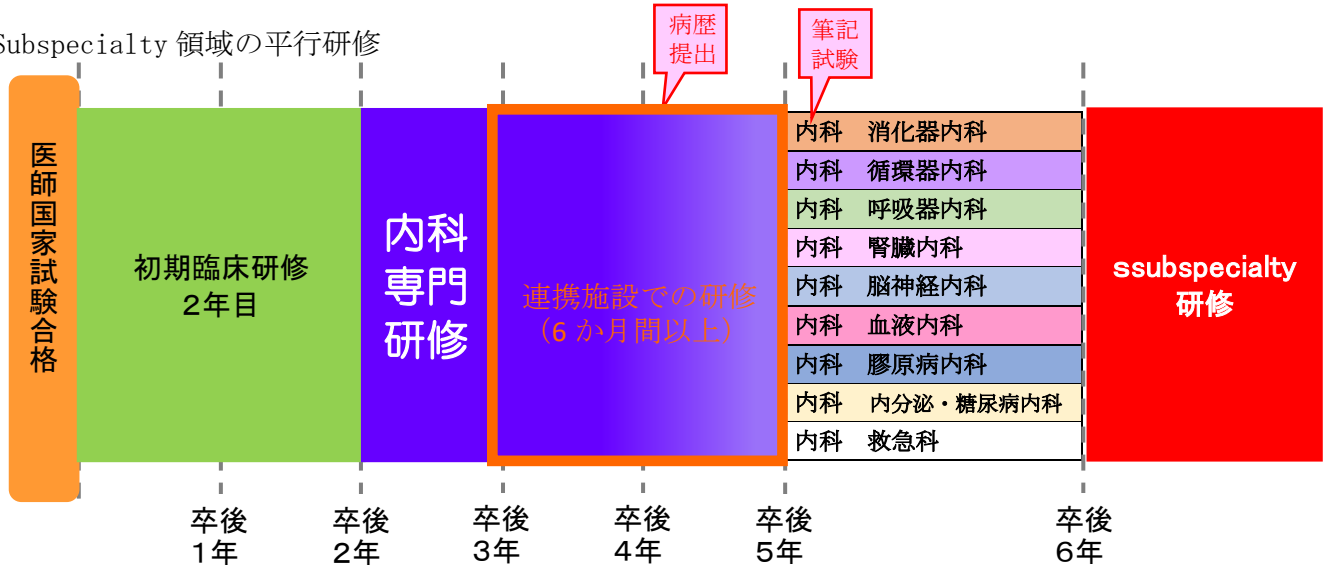 Subspecialty 領域の平行研修
病歴
提出
筆記
試験
医師国家試験合格
初期臨床研修
2年目
内科
専門
研修
連携施設での研修
（6 か月間以上）
内科 消化器内科
内科 循環器内科
内科 呼吸器内科
内科 腎臓内科
内科 脳神経内科
内科 血液内科
内科 膠原病内科
内科 内分泌・糖尿病内科
内科 救急科
ssubspecialty
研修
卒後
1年
卒後
2年
卒後
3年
卒後
4年
卒後
5年
卒後
6年